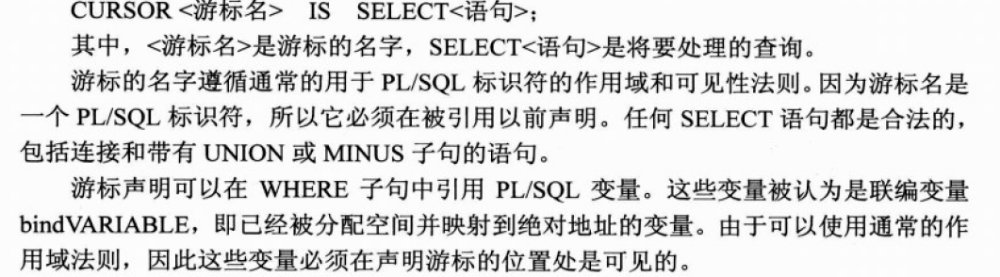 CURSOR <游标名> IS SELECT<语句>;
其中，<游标名>是游标的名字，SELECT<语句>是将要处理的查询。
游标的名字遵循通常的用于 PL/SQL 标识符的作用域和可见性法则。因为游标名是
一个 PL/SQL 标识符，所以它必须在被引用以前声明。任何 SELECT 语句都是合法的，
包括连接和带有 UNION 或 MINUS 子句的语句。
游标声明可以在 WHERE 子句中引用 PL/SQL 变量。这些变量被认为是联编变量
bindVARIABLE，即已经被分配空间并映射到绝对地址的变量。由于可以使用通常的作
用域法则，因此这些变量必须在声明游标的位置处是可见的。